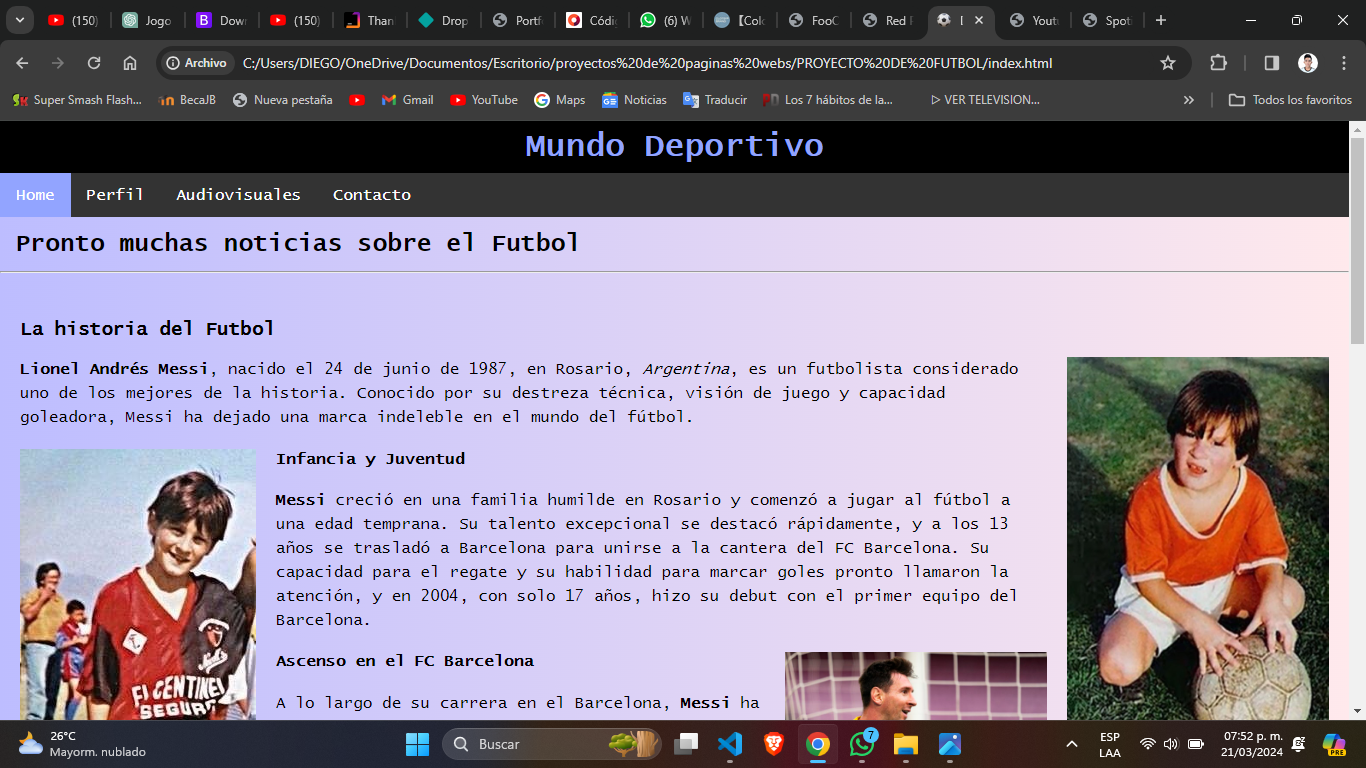 (150)
Jogo
B Down
(150)
Than
Drop
Portf
Códi
(6) W
【Colo
FooC
Red F
Yout
Spot
Archivo C:/Users/DIEGO/OneDrive/Documentos/Escritorio/proyectos%20de%20paginas%20webs/PROYECTO%20DE%20FUTBOL/index.html
Super Smash Flash... BecaJB Nueva pestaña Gmail YouTube Maps Noticias Traducir Los 7 hábitos de la... ▷ VER TELEVISION... » Todos los favoritos
Mundo Deportivo
Home Perfil Audiovisuales Contacto
Pronto muchas noticias sobre el Futbol
La historia del Futbol
Lionel Andrés Messi, nacido el 24 de junio de 1987, en Rosario, Argentina, es un futbolista considerado
uno de los mejores de la historia. Conocido por su destreza técnica, visión de juego y capacidad
goleadora, Messi ha dejado una marca indeleble en el mundo del fútbol.
Infancia y Juventud
Messi creció en una familia humilde en Rosario y comenzó a jugar al fútbol a
una edad temprana. Su talento excepcional se destacó rápidamente, y a los 13
años se trasladó a Barcelona para unirse a la cantera del FC Barcelona. Su
capacidad para el regate y su habilidad para marcar goles pronto llamaron la
atención, y en 2004, con solo 17 años, hizo su debut con el primer equipo del
Barcelona.
Ascenso en el FC Barcelona
A lo largo de su carrera en el Barcelona, Messi ha
26°C
Mayorm. nublado
Buscar
7
ESP
LAA
07:52 p. m.
21/03/2024
PRE